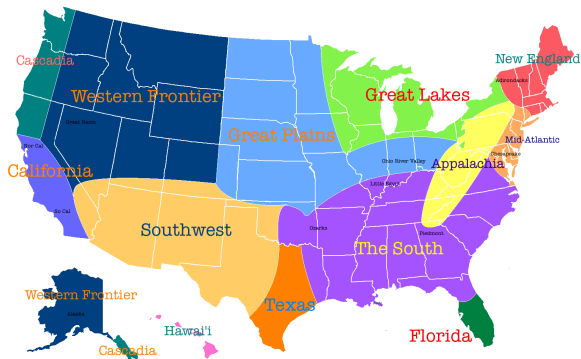 New England
Cascadia
Adirondacks
Western Frontier
Great Lakes
Great Basin
Great Plains
Mid-Atlantic
Nor Cal
Chesapeake
Ohio River Valley
Appalachia
California
Little Egypt
So Cal
Southwest
Ozarks
Piedmont
The South
Western Frontier
Texas
Alaska
Hawai'i
Florida
Cascadia